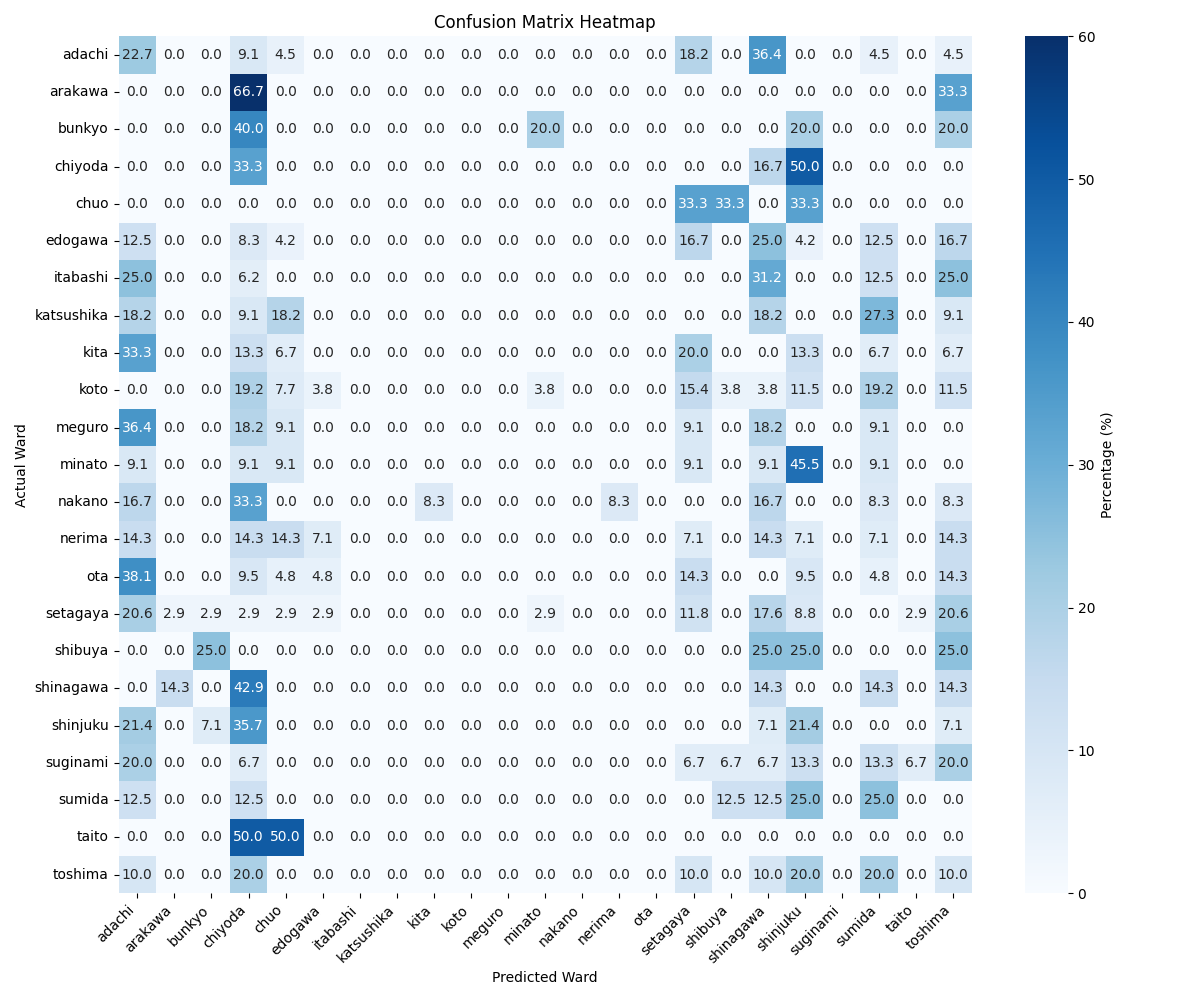 Confusion Matrix Heatmap
adachi 22.7 0.0 0.0 9.1 4.5 0.0 0.0 0.0 0.0 0.0 0.0 0.0 0.0 0.0 0.0 18.2 0.0 36.4 0.0 0.0 4.5 0.0 4.5
arakawa 0.0 0.0 0.0 66.7 0.0 0.0 0.0 0.0 0.0 0.0 0.0 0.0 0.0 0.0 0.0 0.0 0.0 0.0 0.0 0.0 0.0 0.0 33.3
bunkyo 0.0 0.0 0.0 40.0 0.0 0.0 0.0 0.0 0.0 0.0 0.0 20.0 0.0 0.0 0.0 0.0 0.0 0.0 20.0 0.0 0.0 0.0 20.0
chiyoda 0.0 0.0 0.0 33.3 0.0 0.0 0.0 0.0 0.0 0.0 0.0 0.0 0.0 0.0 0.0 0.0 0.0 16.7 50.0 0.0 0.0 0.0 0.0
chuo 0.0 0.0 0.0 0.0 0.0 0.0 0.0 0.0 0.0 0.0 0.0 0.0 0.0 0.0 0.0 33.3 33.3 0.0 33.3 0.0 0.0 0.0 0.0
edogawa 12.5 0.0 0.0 8.3 4.2 0.0 0.0 0.0 0.0 0.0 0.0 0.0 0.0 0.0 0.0 16.7 0.0 25.0 4.2 0.0 12.5 0.0 16.7
itabashi 25.0 0.0 0.0 6.2 0.0 0.0 0.0 0.0 0.0 0.0 0.0 0.0 0.0 0.0 0.0 0.0 0.0 31.2 0.0 0.0 12.5 0.0 25.0
katsushika 18.2 0.0 0.0 9.1 18.2 0.0 0.0 0.0 0.0 0.0 0.0 0.0 0.0 0.0 0.0 0.0 0.0 18.2 0.0 0.0 27.3 0.0 9.1
kita 33.3 0.0 0.0 13.3 6.7 0.0 0.0 0.0 0.0 0.0 0.0 0.0 0.0 0.0 0.0 20.0 0.0 0.0 13.3 0.0 6.7 0.0 6.7
koto 0.0 0.0 0.0 19.2 7.7 3.8 0.0 0.0 0.0 0.0 0.0 3.8 0.0 0.0 0.0 15.4 3.8 3.8 11.5 0.0 19.2 0.0 11.5
meguro 36.4 0.0 0.0 18.2 9.1 0.0 0.0 0.0 0.0 0.0 0.0 0.0 0.0 0.0 0.0 9.1 0.0 18.2 0.0 0.0 9.1 0.0 0.0
minato 9.1 0.0 0.0 9.1 9.1 0.0 0.0 0.0 0.0 0.0 0.0 0.0 0.0 0.0 0.0 9.1 0.0 9.1 45.5 0.0 9.1 0.0 0.0
nakano 16.7 0.0 0.0 33.3 0.0 0.0 0.0 0.0 8.3 0.0 0.0 0.0 0.0 8.3 0.0 0.0 0.0 16.7 0.0 0.0 8.3 0.0 8.3
nerima 14.3 0.0 0.0 14.3 14.3 7.1 0.0 0.0 0.0 0.0 0.0 0.0 0.0 0.0 0.0 7.1 0.0 14.3 7.1 0.0 7.1 0.0 14.3
ota 38.1 0.0 0.0 9.5 4.8 4.8 0.0 0.0 0.0 0.0 0.0 0.0 0.0 0.0 0.0 14.3 0.0 0.0 9.5 0.0 4.8 0.0 14.3
setagaya 20.6 2.9 2.9 2.9 2.9 2.9 0.0 0.0 0.0 0.0 0.0 2.9 0.0 0.0 0.0 11.8 0.0 17.6 8.8 0.0 0.0 2.9 20.6
shibuya 0.0 0.0 25.0 0.0 0.0 0.0 0.0 0.0 0.0 0.0 0.0 0.0 0.0 0.0 0.0 0.0 0.0 25.0 25.0 0.0 0.0 0.0 25.0
shinagawa 0.0 14.3 0.0 42.9 0.0 0.0 0.0 0.0 0.0 0.0 0.0 0.0 0.0 0.0 0.0 0.0 0.0 14.3 0.0 0.0 14.3 0.0 14.3
shinjuku 21.4 0.0 7.1 35.7 0.0 0.0 0.0 0.0 0.0 0.0 0.0 0.0 0.0 0.0 0.0 0.0 0.0 7.1 21.4 0.0 0.0 0.0 7.1
suginami 20.0 0.0 0.0 6.7 0.0 0.0 0.0 0.0 0.0 0.0 0.0 0.0 0.0 0.0 0.0 6.7 6.7 6.7 13.3 0.0 13.3 6.7 20.0
sumida 12.5 0.0 0.0 12.5 0.0 0.0 0.0 0.0 0.0 0.0 0.0 0.0 0.0 0.0 0.0 0.0 12.5 12.5 25.0 0.0 25.0 0.0 0.0
taito 0.0 0.0 0.0 50.0 50.0 0.0 0.0 0.0 0.0 0.0 0.0 0.0 0.0 0.0 0.0 0.0 0.0 0.0 0.0 0.0 0.0 0.0 0.0
toshima 10.0 0.0 0.0 20.0 0.0 0.0 0.0 0.0 0.0 0.0 0.0 0.0 0.0 0.0 0.0 10.0 0.0 10.0 20.0 0.0 20.0 0.0 10.0
adachi arakawa bunkyo chiyoda chuo edogawa itabashi katsushika kita koto meguro minato nakano nerima ota setagaya shibuya shinagawa shinjuku suginami sumida taito toshima
Predicted Ward
Actual Ward
60
50
40
30
20
10
0
Percentage (%)